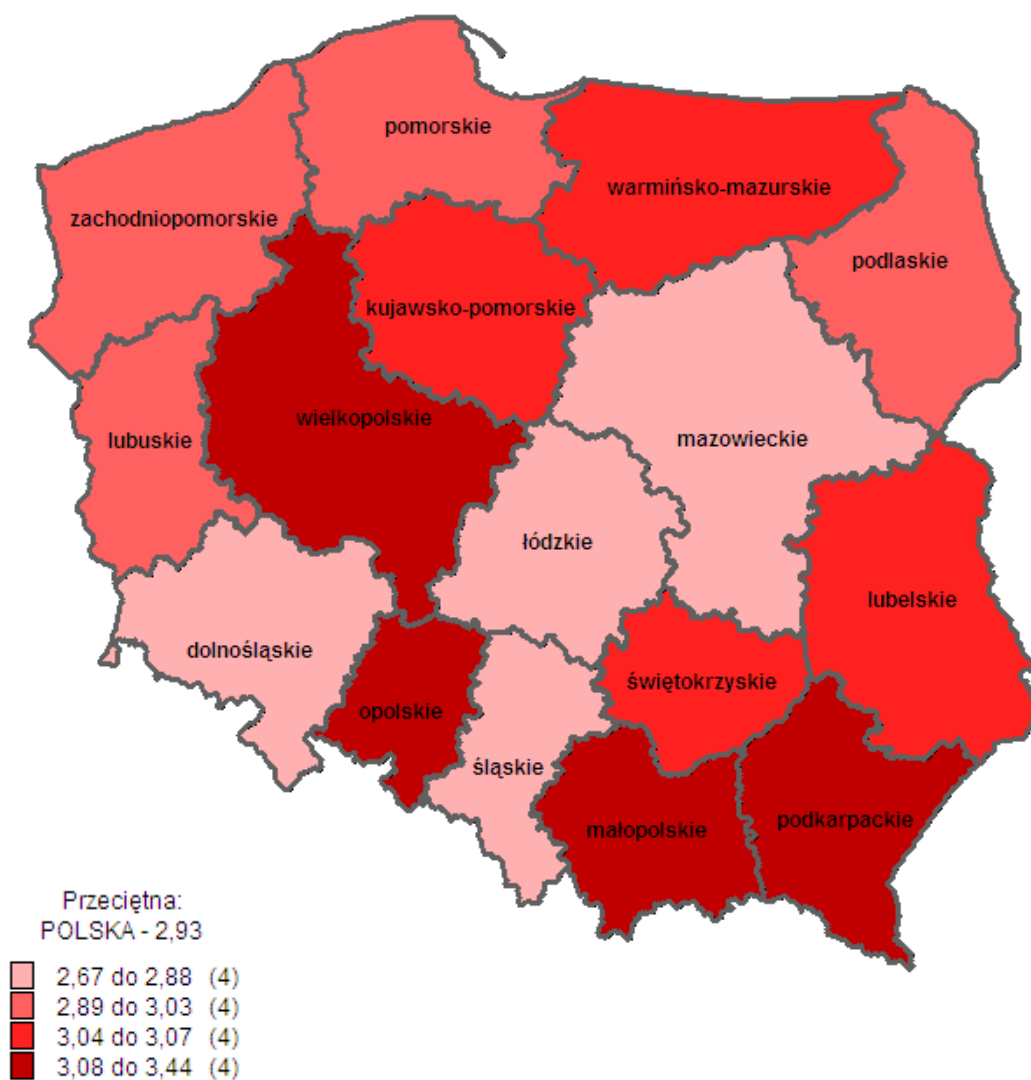 pomorskie
warmińsko-mazurskie
zachodniopomorskie
podlaskie
kujawsko-pomorskie
wielkopolskie
lubuskie
mazowieckie
łódzkie
lubelskie
dolnośląskie
świętokrzyskie
opolskie
śląskie
małopolskie
podkarpackie
Przeciętna:
POLSKA - 2,93
2,67 do 2,88 (4)
2,89 do 3,03 (4)
3,04 do 3,07 (4)
3,08 do 3,44 (4)